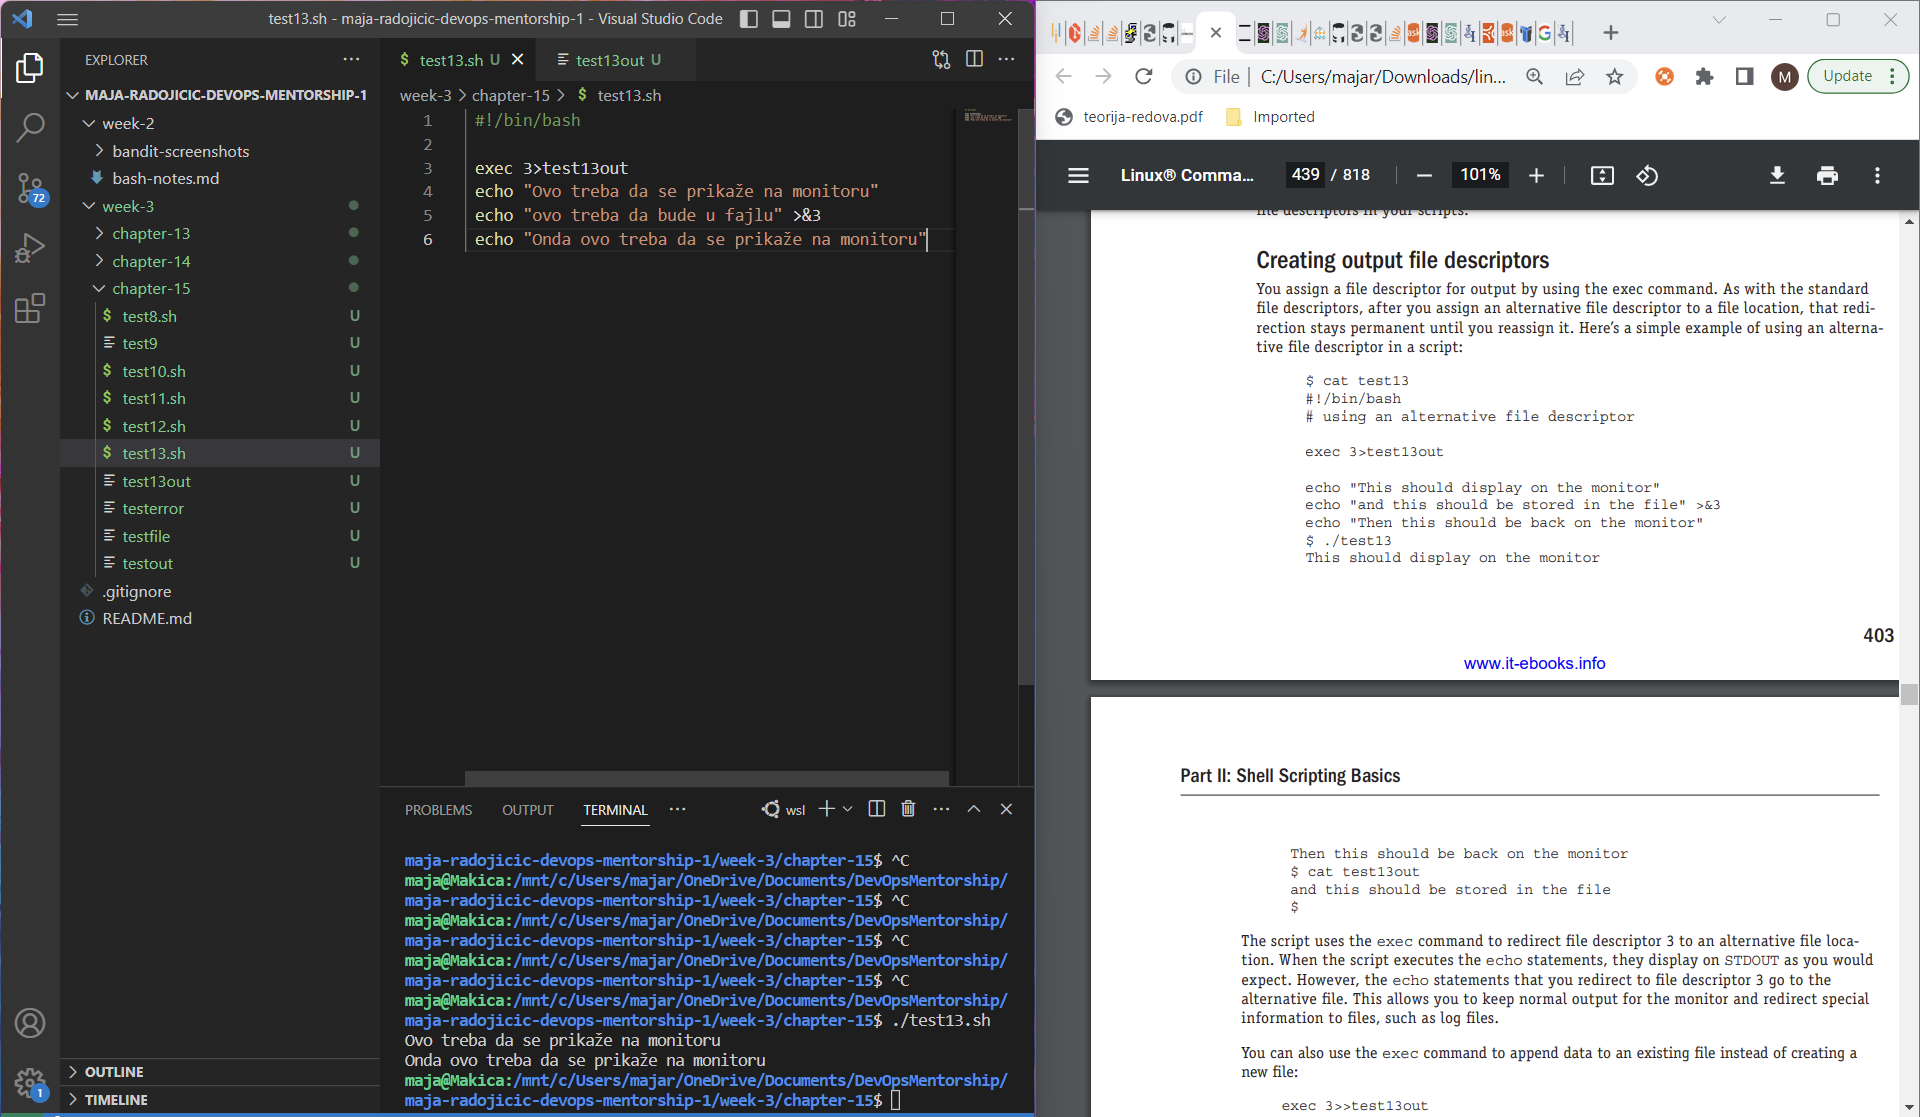 test13.sh - maja-radojicic-devops-mentorship-1 - Visual Studio Code
EXPLORER
MAJA-RADOJICIC-DEVOPS-MENTORSHIP-1
week-2
bandit-screenshots
bash-notes.md
72
week-3
chapter-13
chapter-14
chapter-15
test8.sh U
test9 U
test10.sh U
test11.sh U
test12.sh U
test13.sh U
test13out U
testerror U
testfile U
testout U
.gitignore
README.md
OUTLINE
TIMELINE
1
test13.sh U
test13out U
week-3 > chapter-15 > $ test13.sh
1 #!/bin/bash
2
3 exec 3>test13out
4 echo "Ovo treba da se prikaže na monitoru"
5 echo "ovo treba da bude u fajlu" >&3
6 echo "Onda ovo treba da se prikaže na monitoru"
PROBLEMS OUTPUT TERMINAL wsl
maja-radojicic-devops-mentorship-1/week-3/chapter-15$ ^C
maja@Makica:/mnt/c/Users/majar/OneDrive/Documents/DevOpsMentorship/
maja-radojicic-devops-mentorship-1/week-3/chapter-15$ ^C
maja@Makica:/mnt/c/Users/majar/OneDrive/Documents/DevOpsMentorship/
maja-radojicic-devops-mentorship-1/week-3/chapter-15$ ^C
maja@Makica:/mnt/c/Users/majar/OneDrive/Documents/DevOpsMentorship/
maja-radojicic-devops-mentorship-1/week-3/chapter-15$ ^C
maja@Makica:/mnt/c/Users/majar/OneDrive/Documents/DevOpsMentorship/
maja-radojicic-devops-mentorship-1/week-3/chapter-15$ ./test13.sh
Ovo treba da se prikaže na monitoru
Onda ovo treba da se prikaže na monitoru
maja@Makica:/mnt/c/Users/majar/OneDrive/Documents/DevOpsMentorship/
maja-radojicic-devops-mentorship-1/week-3/chapter-15$
File | C:/Users/majar/Downloads/lin...
M
Update
teorija-redova.pdf
Imported
Linux® Comma... 439 / 818 101%
file descriptors in your scripts.
Creating output file descriptors
You assign a file descriptor for output by using the exec command. As with the standard
file descriptors, after you assign an alternative file descriptor to a file location, that redi-
rection stays permanent until you reassign it. Here's a simple example of using an alterna-
tive file descriptor in a script:
$ cat test13
#!/bin/bash
# using an alternative file descriptor
exec 3>test13out
echo "This should display on the monitor"
echo "and this should be stored in the file" >&3
echo "Then this should be back on the monitor"
$ ./test13
This should display on the monitor
403
www.it-ebooks.info
Part II: Shell Scripting Basics
Then this should be back on the monitor
$ cat test13out
and this should be stored in the file
$
The script uses the exec command to redirect file descriptor 3 to an alternative file loca-
tion. When the script executes the echo statements, they display on STDOUT as you would
expect. However, the echo statements that you redirect to file descriptor 3 go to the
alternative file. This allows you to keep normal output for the monitor and redirect special
information to files, such as log files.
You can also use the exec command to append data to an existing file instead of creating a
new file:
exec 3>>test13out